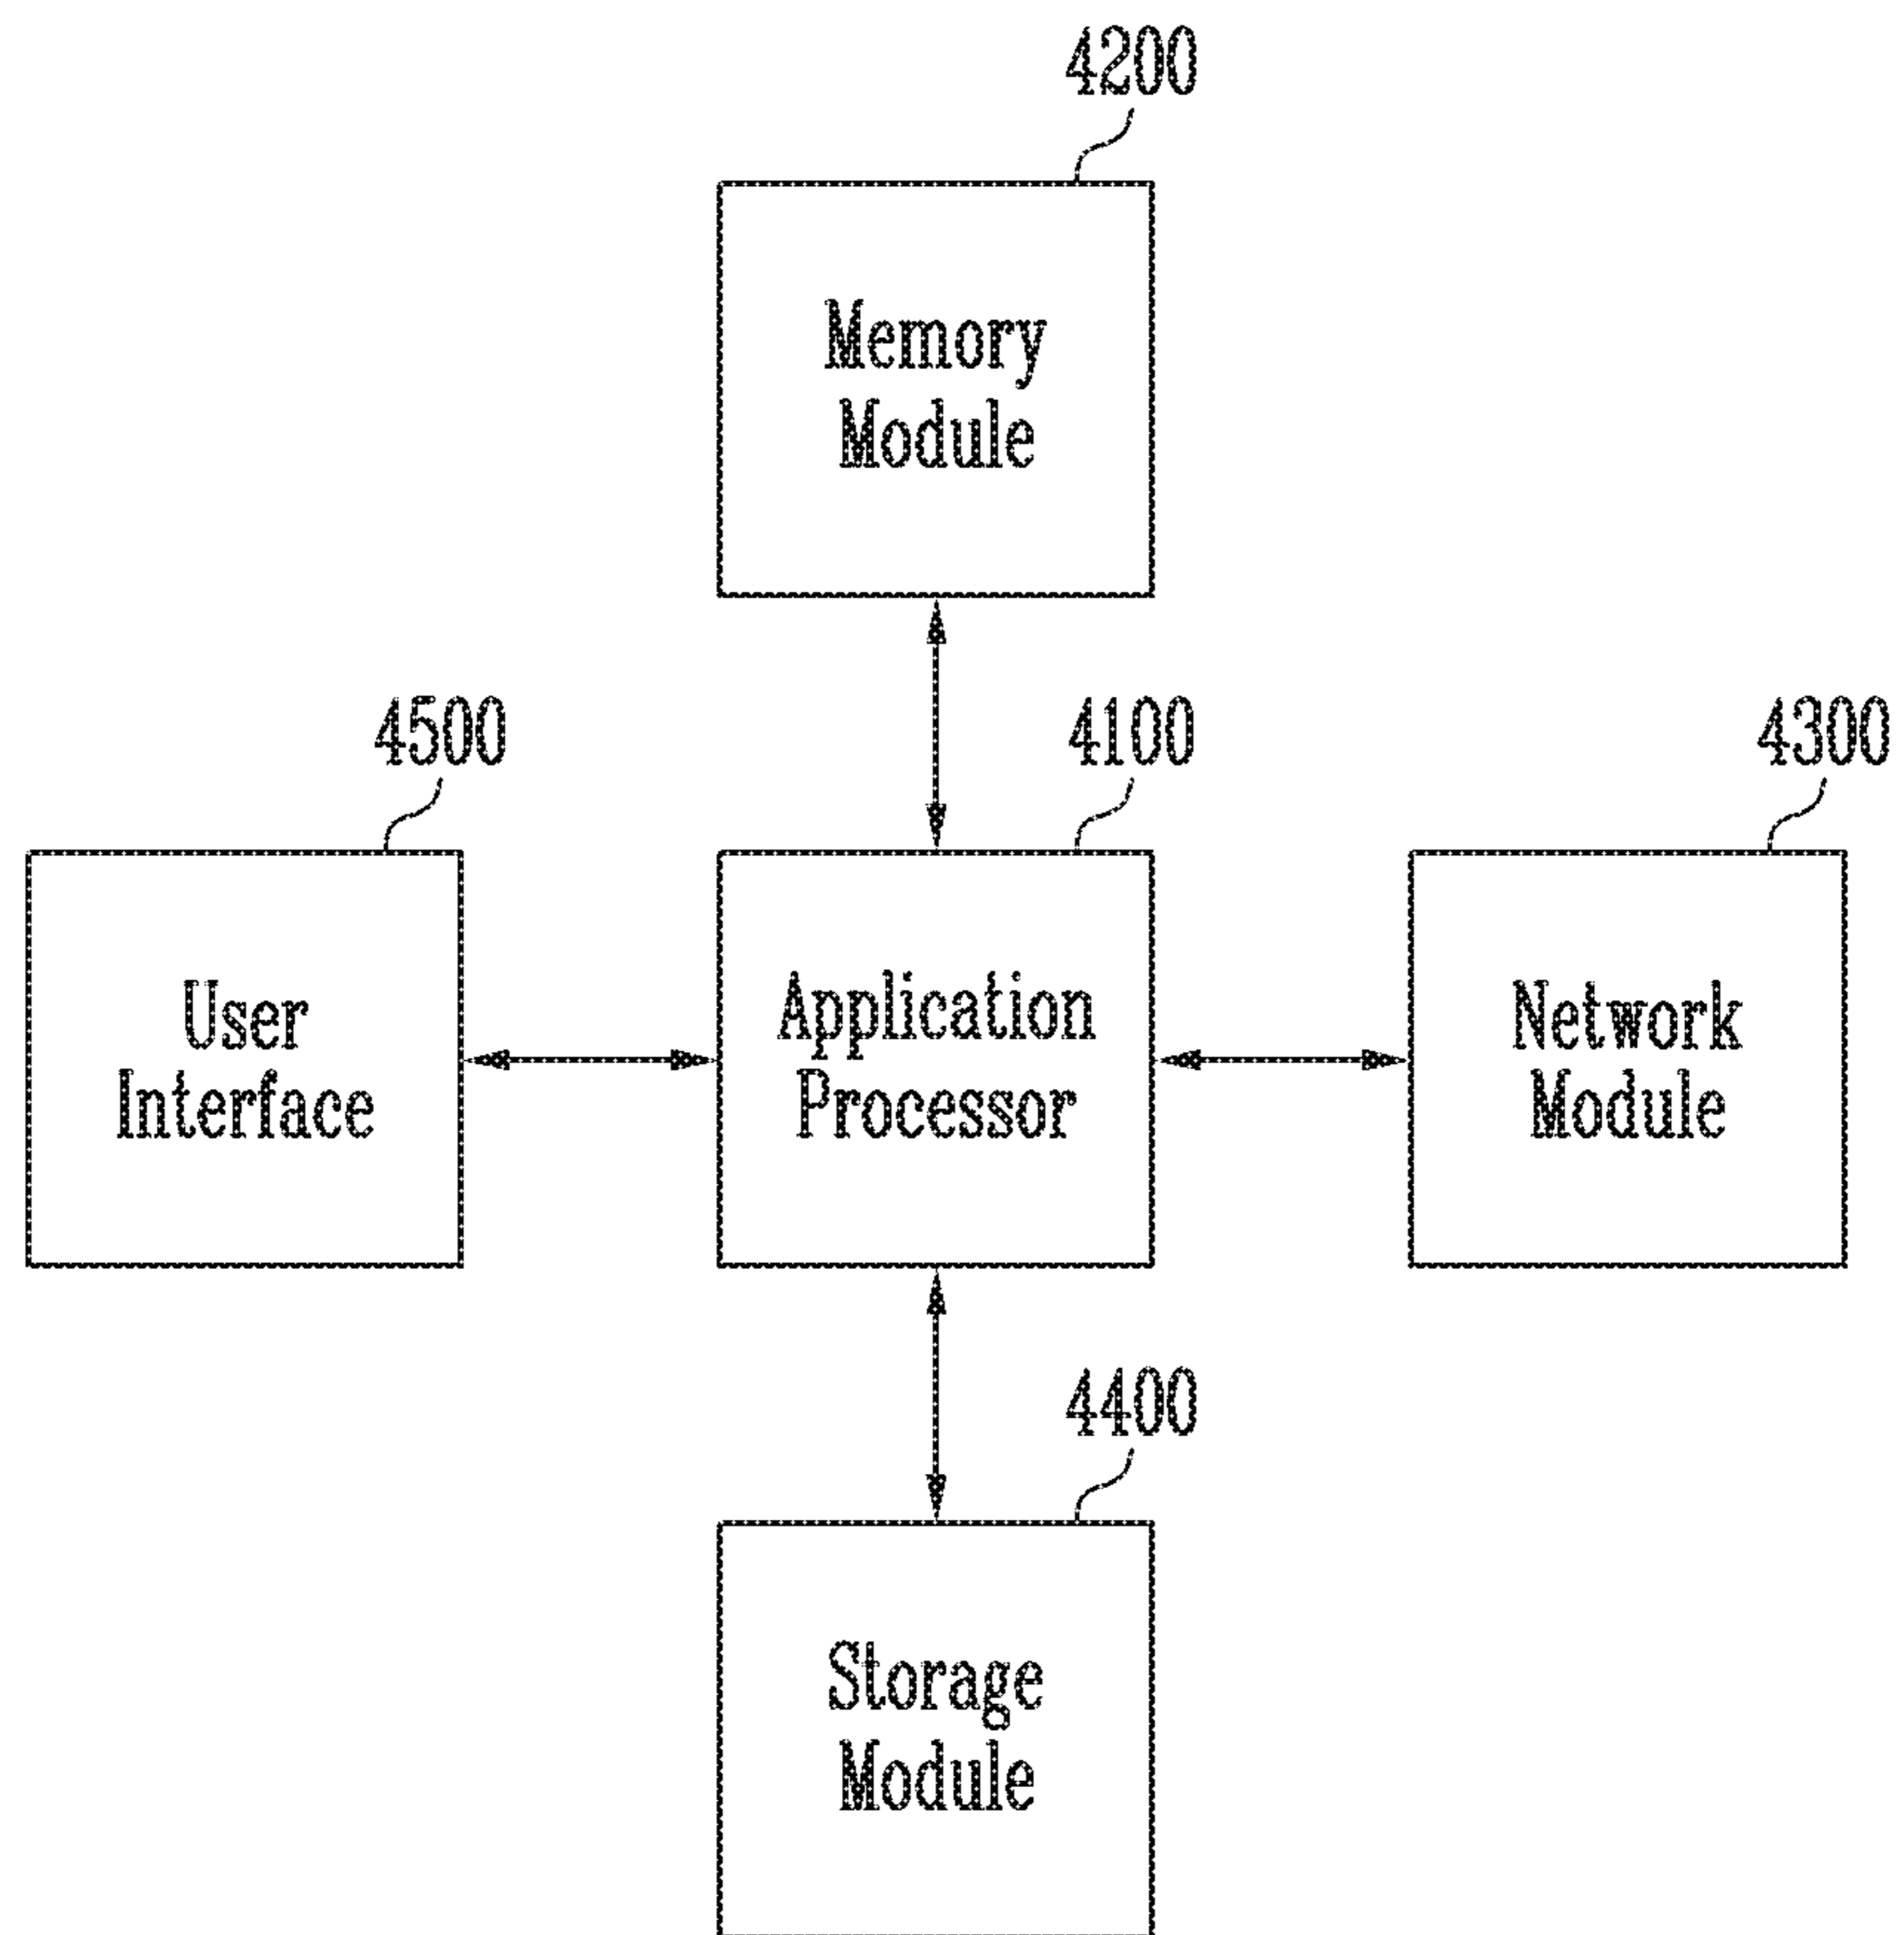 4200
Memory
Module
4500
4100
4300
User
Interface
Application
Processor
Network
Module
4400
Storage
Module